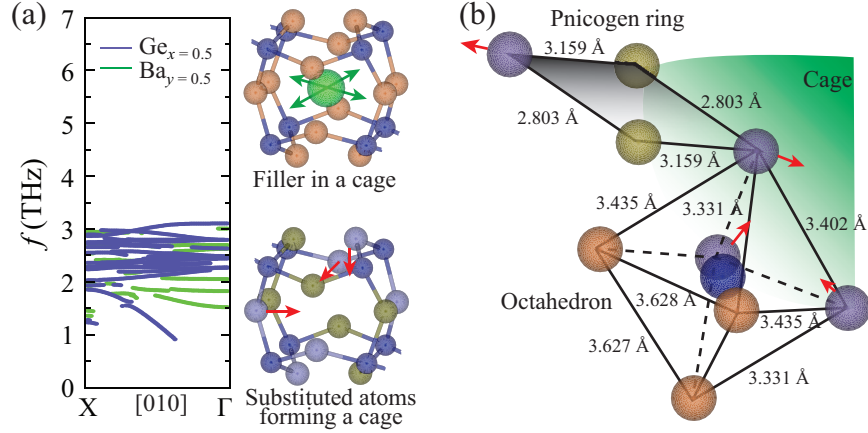 (a)
7
6
5
4
3
2
1
0
f (THz)
Ge x = 0.5
Ba y = 0.5
X
[010]
Γ
Filler in a cage
Substituted atoms
forming a cage
(b)
Pnicogen ring
Cage
3.159 Å
2.803 Å
2.803 Å
3.159 Å
3.435 Å
3.331 Å
3.402 Å
Octahedron
3.628 Å
3.435 Å
3.627 Å
3.331 Å